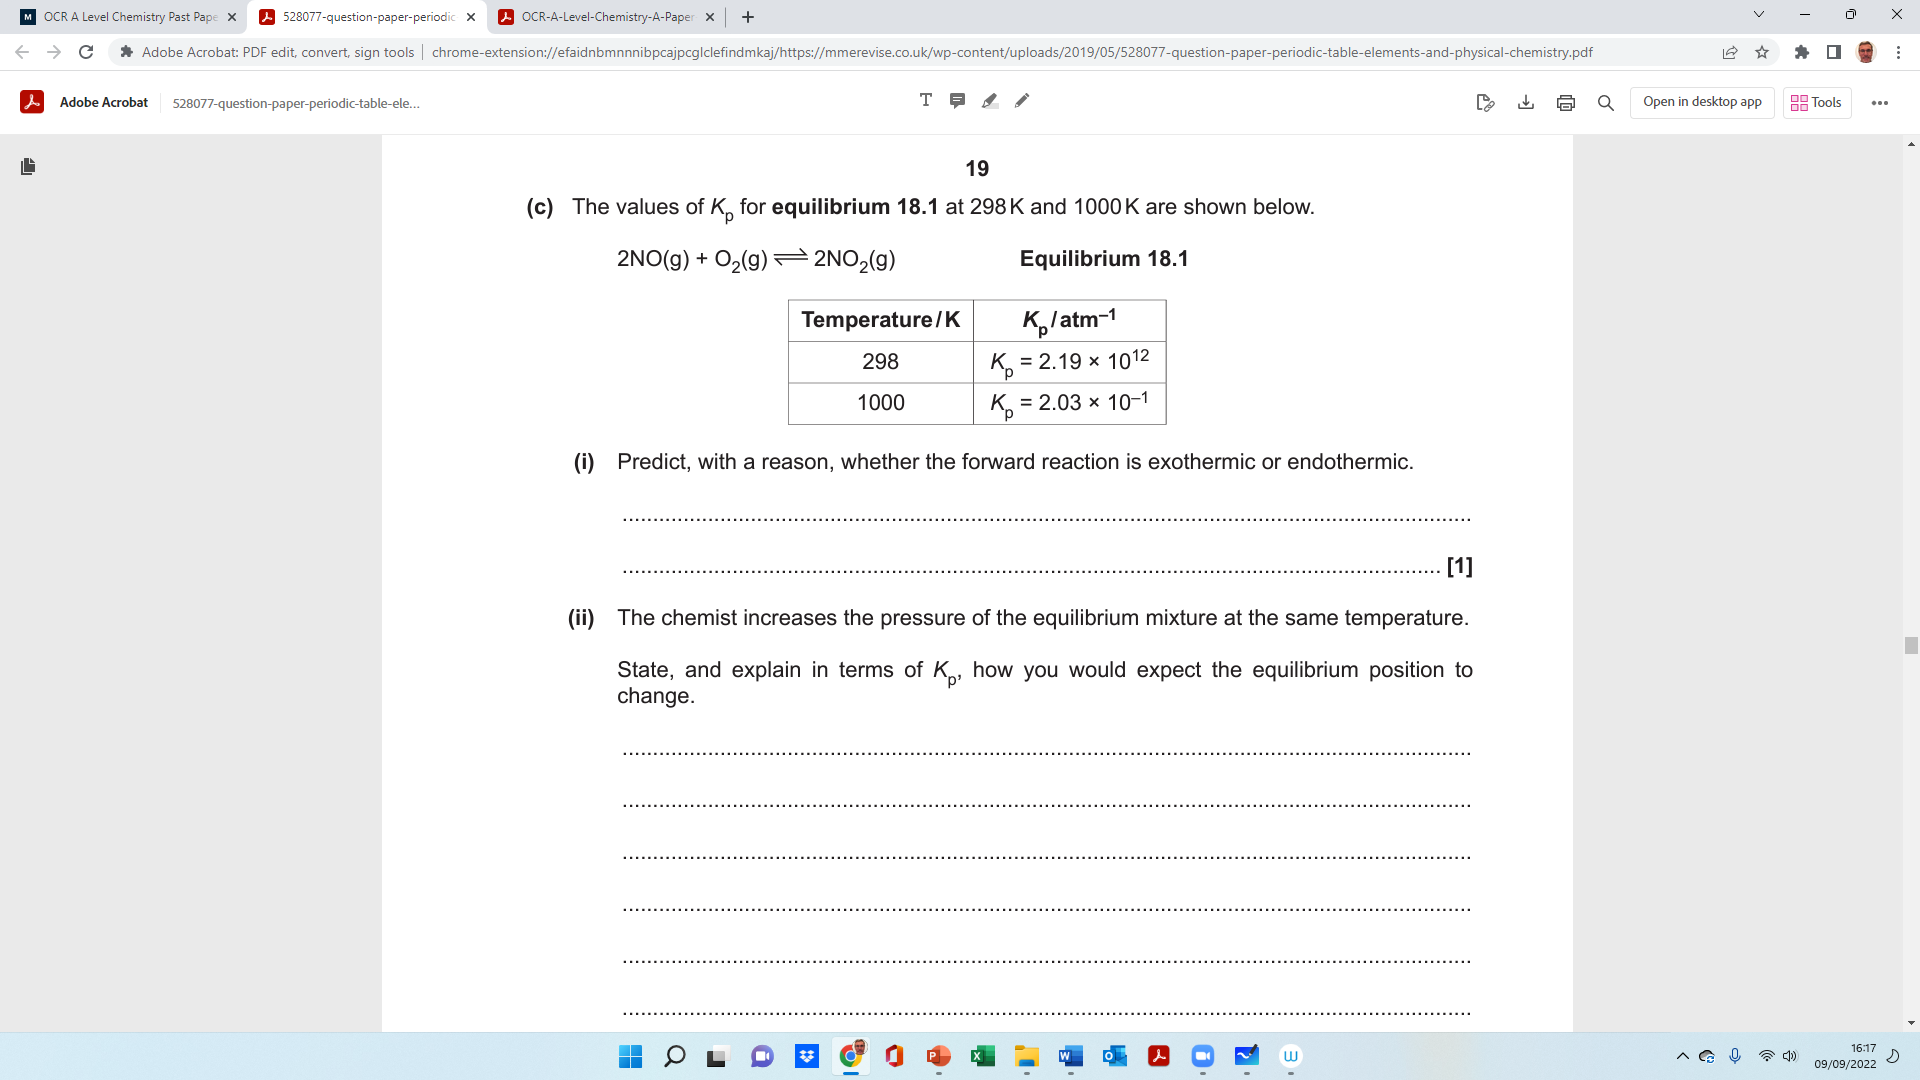 OCR A Level Chemistry Past Pape
528077-question-paper-periodic
OCR-A-Level-Chemistry-A-Paper
Adobe Acrobat: PDF edit, convert, sign tools
chrome-extension://efaidnbmnnnibpcajpcglclefindmkaj/https://mmerevise.co.uk/wp-content/uploads/2019/05/528077-question-paper-periodic-table-elements-and-physical-chemistry.pdf
Adobe Acrobat
528077-question-paper-periodic-table-ele...
Open in desktop app
Tools
19
(c) The values of Kp for equilibrium 18.1 at 298 K and 1000 K are shown below.
2NO(g) + O₂(g) ⇌ 2NO₂(g) Equilibrium 18.1
Temperature/K Kp/atm⁻¹
298 Kp = 2.19 × 10¹²
1000 Kp = 2.03 × 10⁻¹
(i) Predict, with a reason, whether the forward reaction is exothermic or endothermic.
[1]
(ii) The chemist increases the pressure of the equilibrium mixture at the same temperature.
State, and explain in terms of Kp, how you would expect the equilibrium position to
change.
16:17
09/09/2022